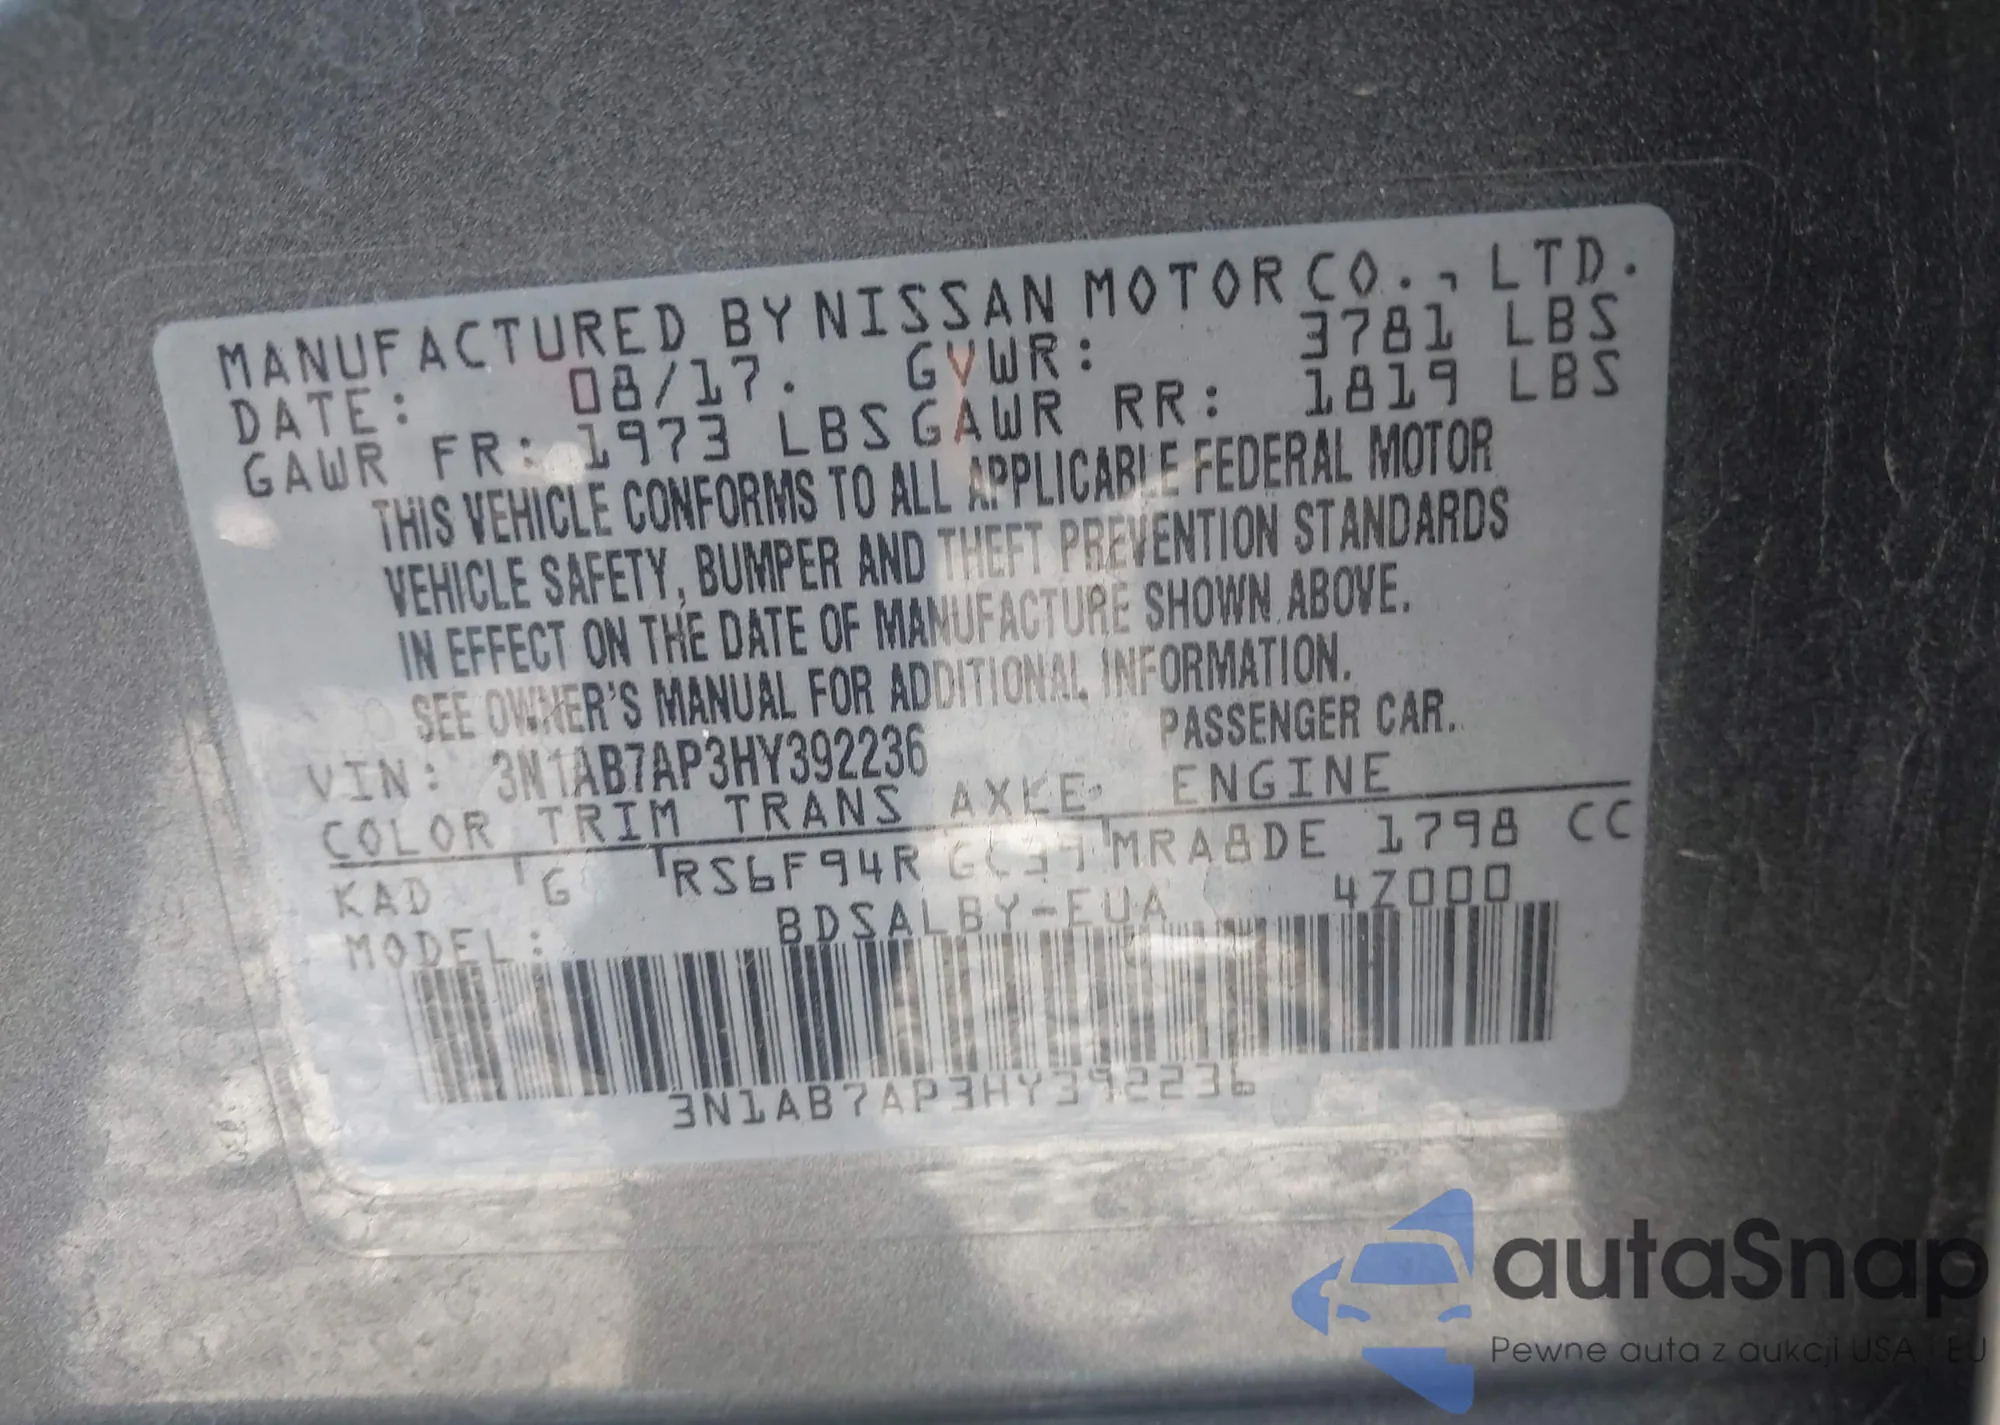 MANUFACTURED BY NISSAN MOTOR CO., LTD.
DATE: 08/17. GVWR: 3781 LBS
GAWR FR: 1973 LBS GAWR RR: 1819 LBS
THIS VEHICLE CONFORMS TO ALL APPLICABLE FEDERAL MOTOR
VEHICLE SAFETY, BUMPER AND THEFT PREVENTION STANDARDS
IN EFFECT ON THE DATE OF MANUFACTURE SHOWN ABOVE.
SEE OWNER'S MANUAL FOR ADDITIONAL INFORMATION.
VIN: 3N1AB7AP3HY392236 PASSENGER CAR.
COLOR TRIM TRANS AXLE ENGINE
KAD G RS6F94R MRA8DE 1798 CC
MODEL: BDSALBY-EUA 4Z000
3N1AB7AP3HY392236
autaSnap
Pewne auta z aukcji USA i EU